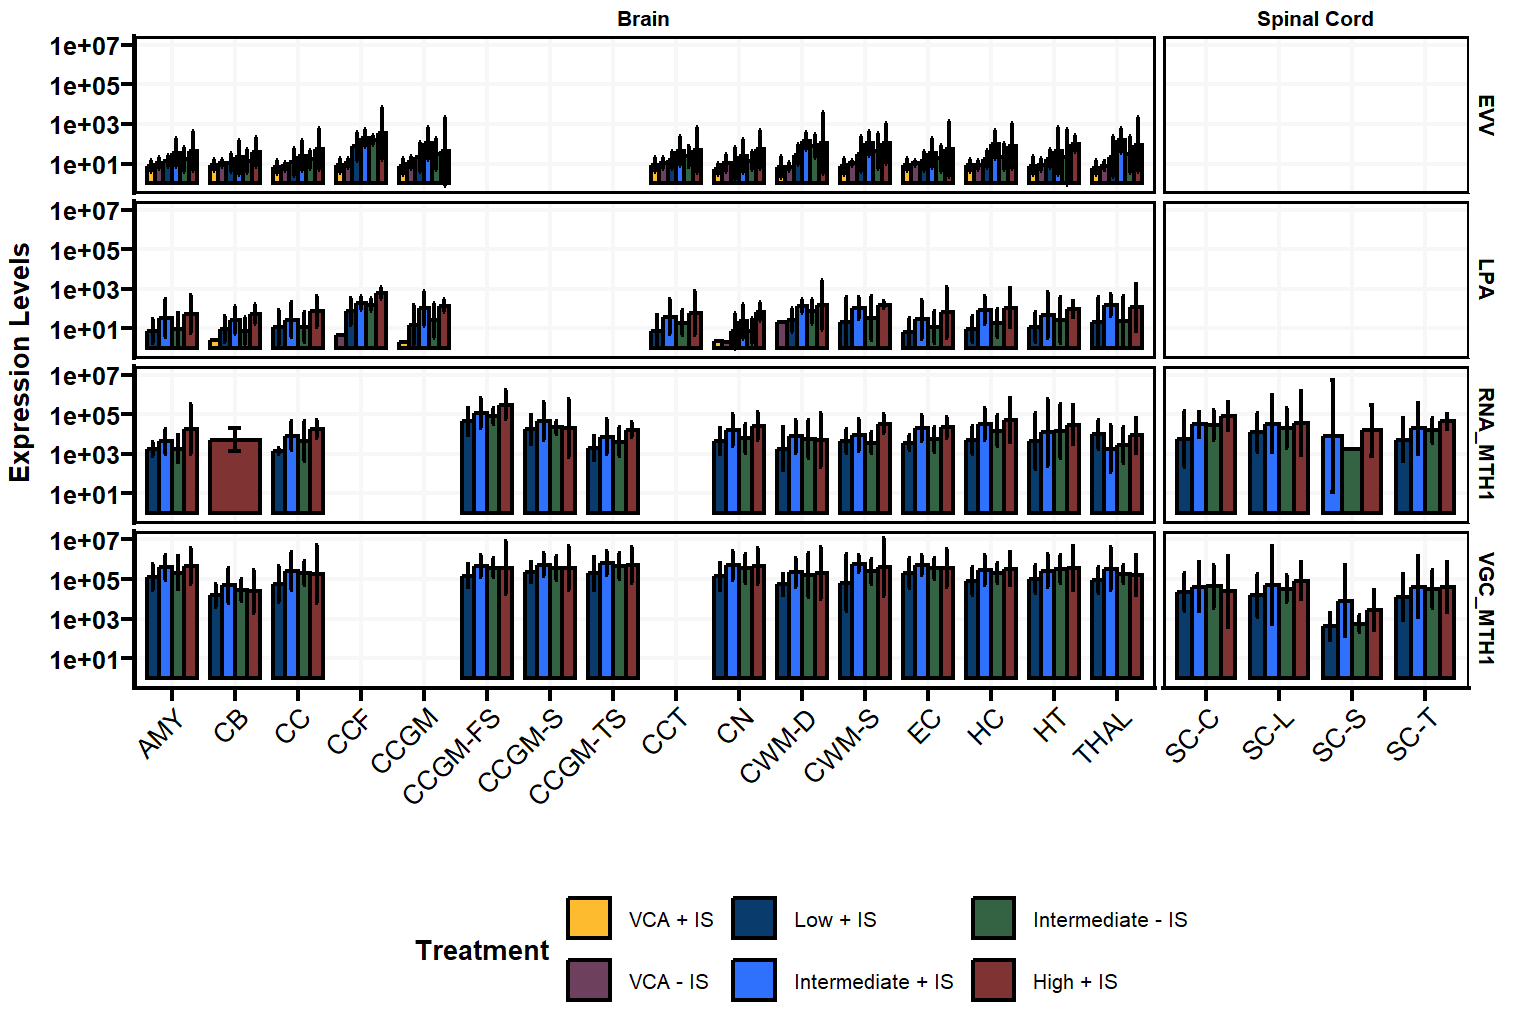 Brain
Spinal Cord
Expression Levels
1e+07
1e+05
1e+03
1e+01
EVV
1e+07
1e+05
1e+03
1e+01
LPA
1e+07
1e+05
1e+03
1e+01
RNA_MTH1
1e+07
1e+05
1e+03
1e+01
VGC_MTH1
AMY
CB
CC
CCF
CCGM
CCGM-FS
CCGM-S
CCGM-TS
CCT
CN
CWM-D
CWM-S
EC
HC
HT
THAL
SC-C
SC-L
SC-S
SC-T
Treatment
VCA + IS
Low + IS
Intermediate - IS
VCA - IS
Intermediate + IS
High + IS